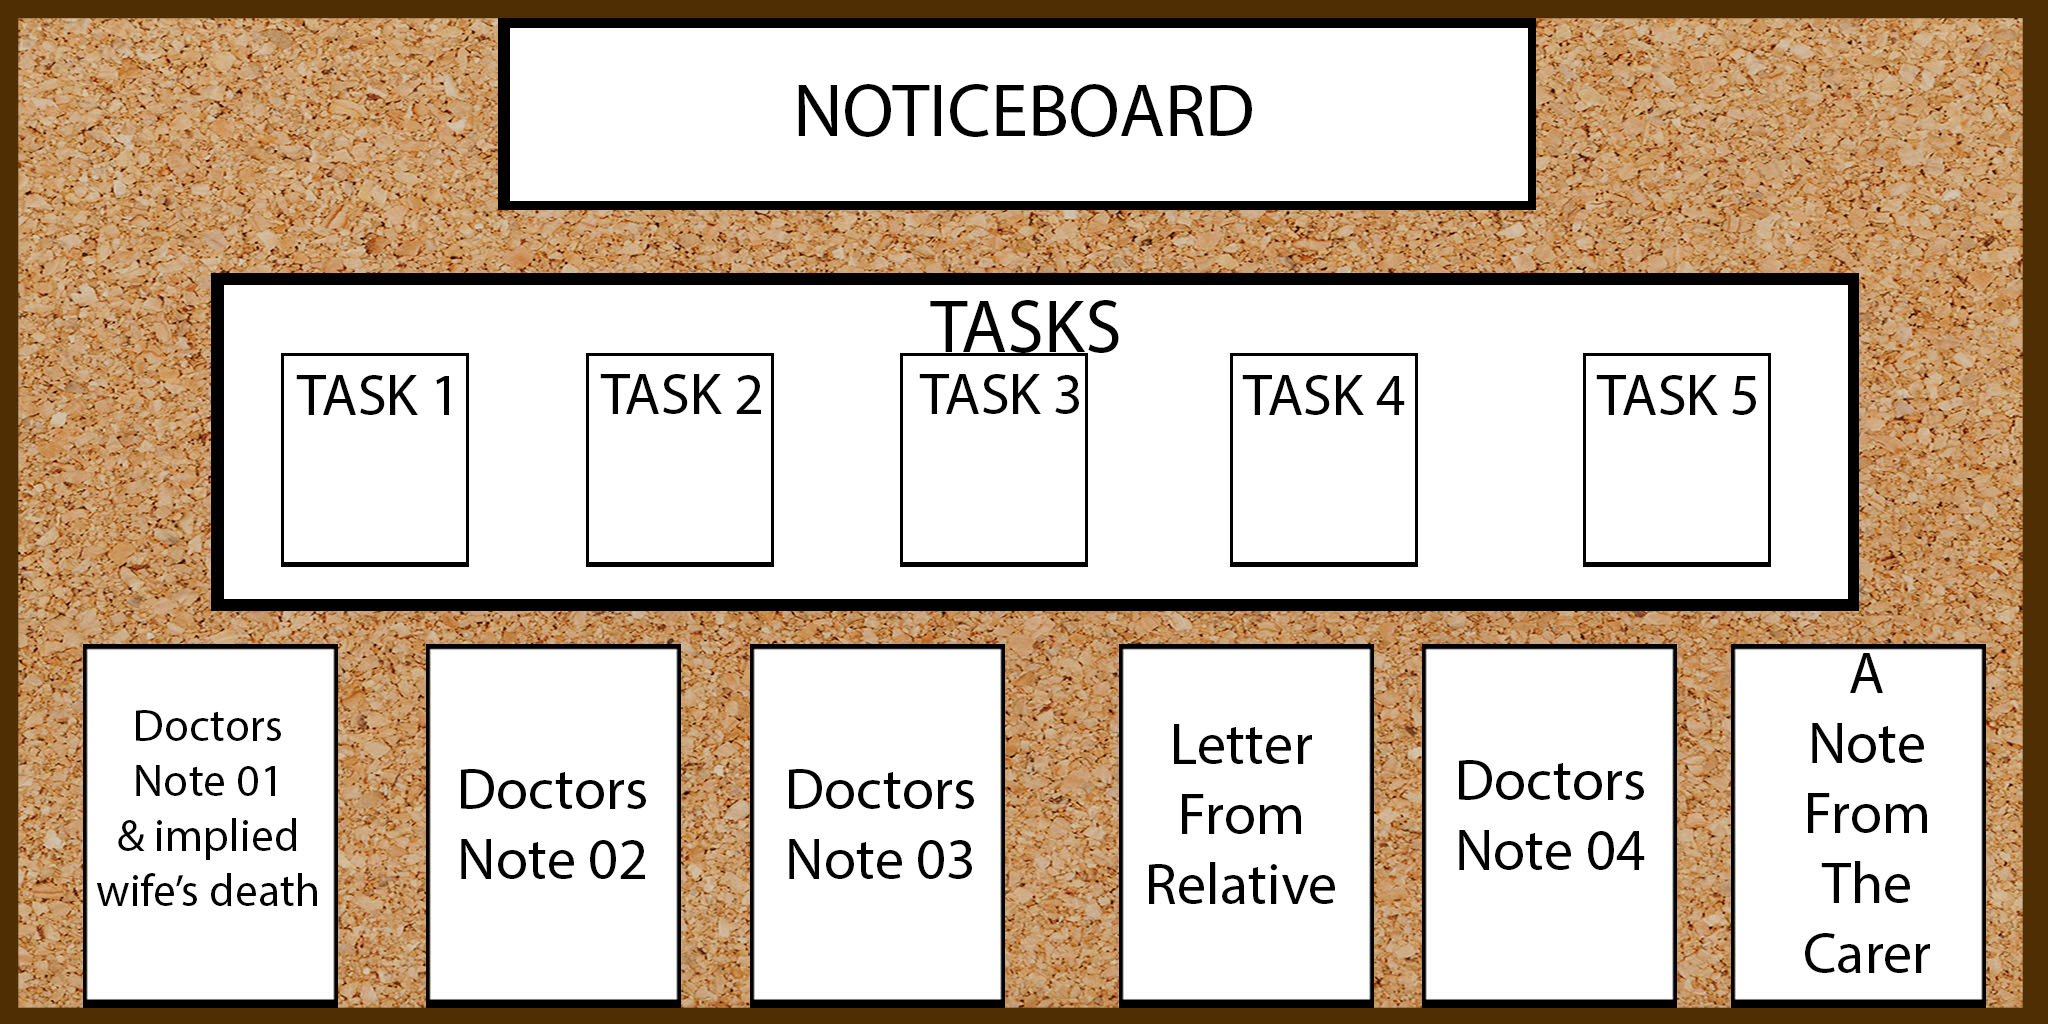 NOTICEBOARD
TASKS
TASK 1
TASK 2
TASK 3
TASK 4
TASK 5
Doctors
Note 01
& implied
wife’s death
Doctors
Note 02
Doctors
Note 03
Letter
From
Relative
Doctors
Note 04
A
Note
From
The
Carer